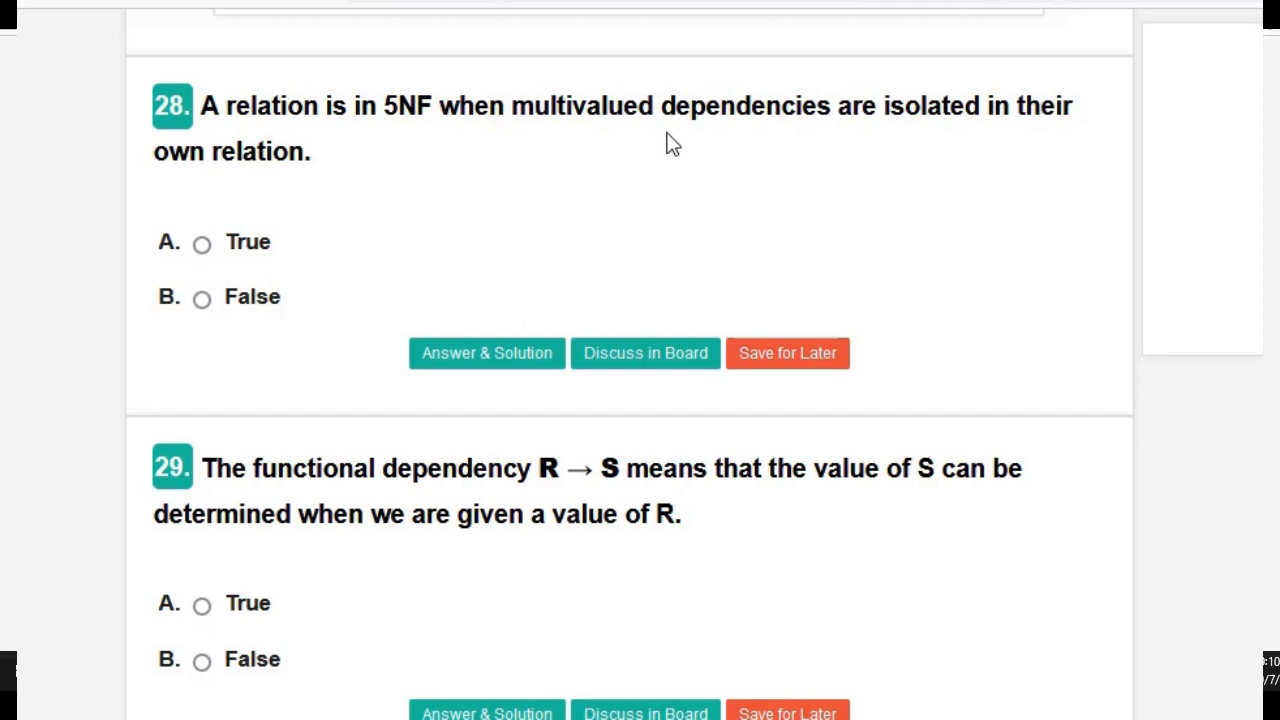 28. A relation is in 5NF when multivalued dependencies are isolated in their
own relation.
A. True
B. False
Answer & Solution Discuss in Board Save for Later
29. The functional dependency R → S means that the value of S can be
determined when we are given a value of R.
A. True
B. False
Answer & Solution Discuss in Board Save for Later